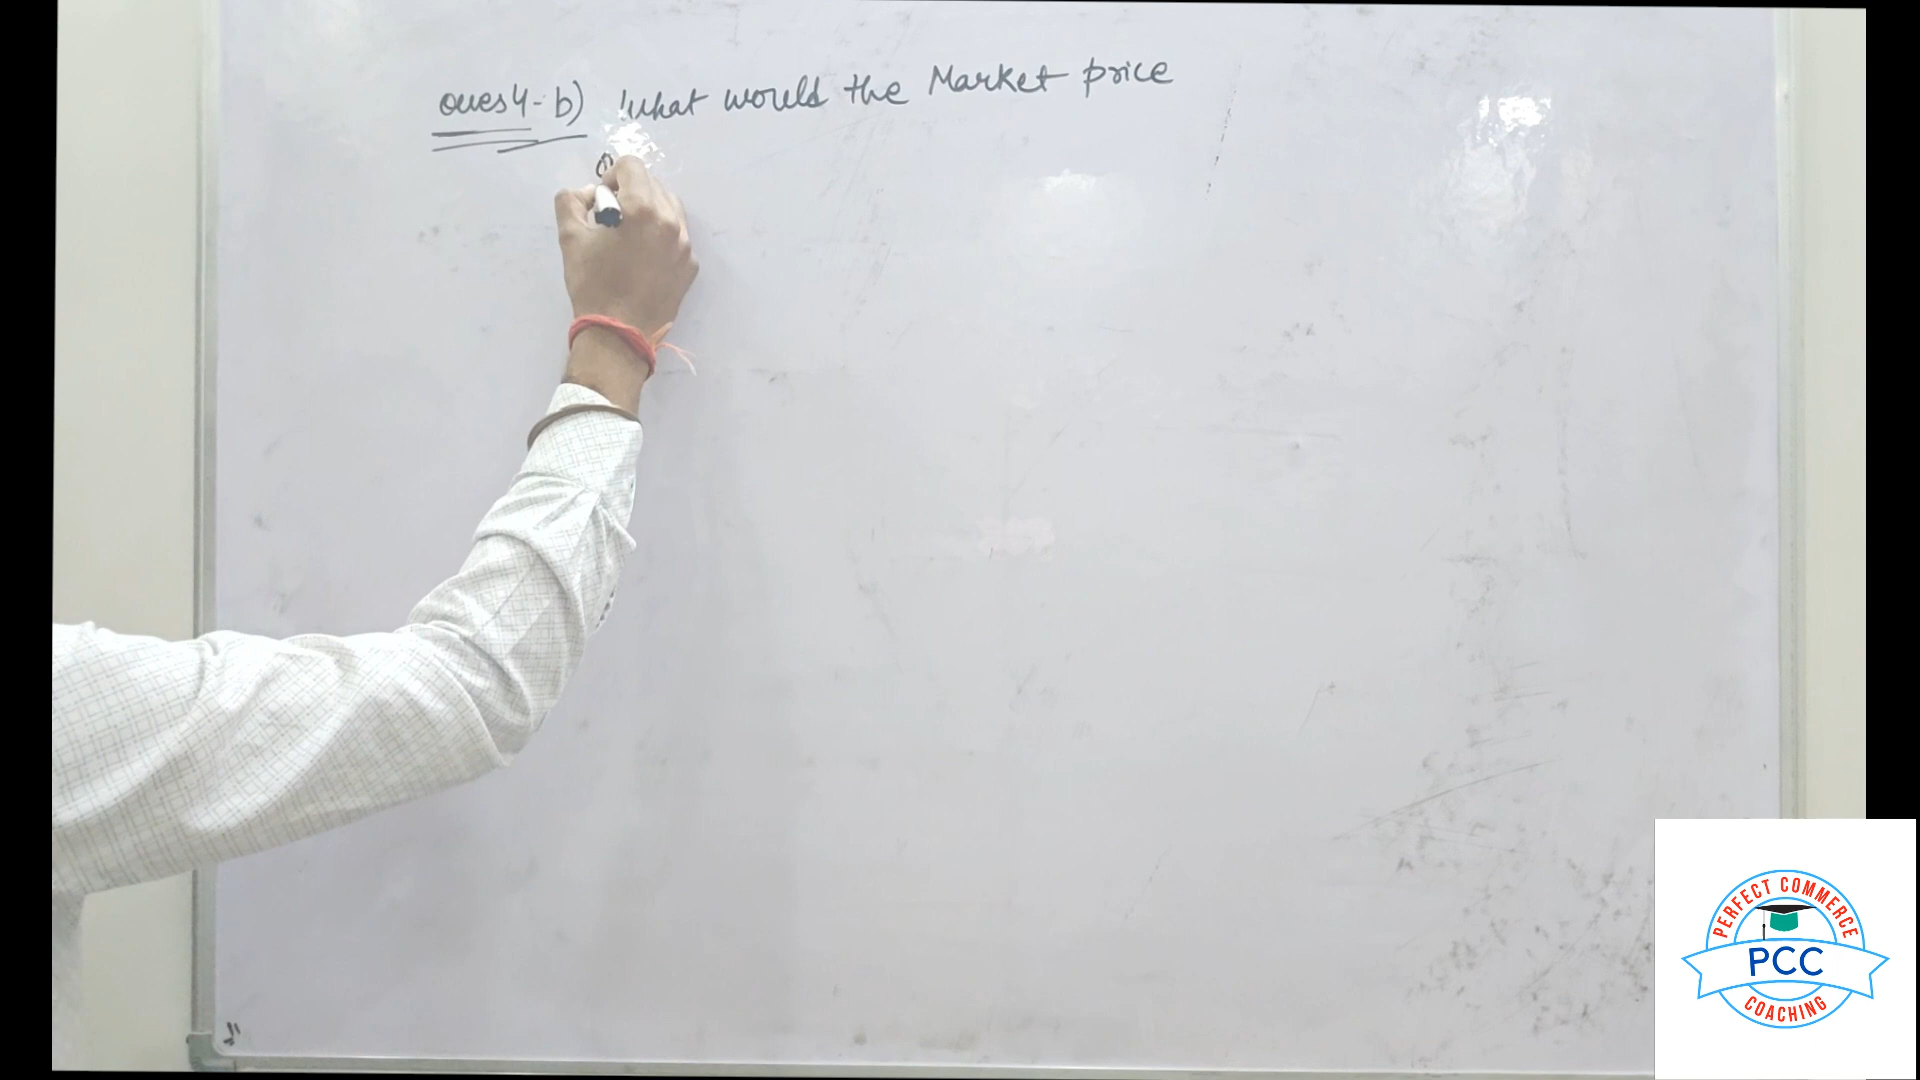 Ques 4- b) What would the Market price
PERFECT COMMERCE
PCC
COACHING